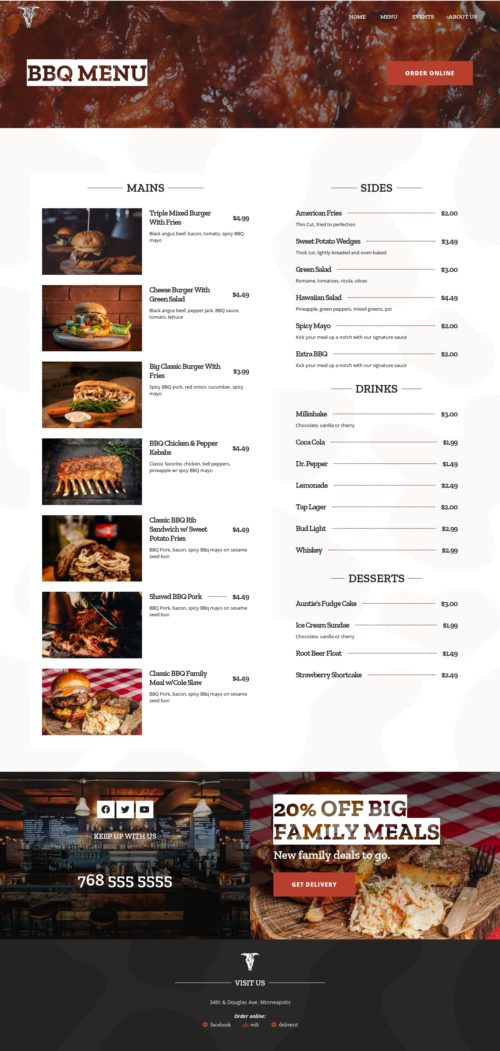 HOME MENU EVENTS ABOUT US
BBQ MENU
ORDER ONLINE
MAINS
Triple Mixed Burger
With Fries
$4.99
Black angus beef, bacon, tomato, spicy BBQ
mayo
Cheese Burger With
Green Salad
$4.49
Black angus beef, pepper jack, BBQ sauce,
tomato, lettuce
Big Classic Burger With
Fries
$3.99
Spicy BBQ pork, red onion, cucumber, spicy
mayo
BBQ Chicken & Pepper
Kebabs
$4.49
Classic favorite, chicken, bell peppers,
pineapple w/ spicy BBQ mayo
Classic BBQ Rib
Sandwich w/ Sweet
Potato Fries
$4.49
BBQ Pork, bacon, spicy BBq mayo on sesame
seed bun
Shaved BBQ Pork $4.49
BBQ Pork, bacon, spicy BBq mayo on sesame
seed bun
Classic BBQ Family
Meal w/Cole Slaw
$4.49
BBQ Pork, bacon, spicy BBq mayo on sesame
seed bun
SIDES
American Fries $2.00
Thin Cut, fried to perfection
Sweet Potato Wedges $3.49
Thick cut, lightly breaded and oven-baked
Green Salad $3.00
Romaine, tomatoes, ricola, olives
Hawaiian Salad $4.49
Pineapple, green peppers, mixed greens, poi
Spicy Mayo $2.00
Kick your meal up a notch with our signature sauce
Extra BBQ $2.00
Kick your meal up a notch with our signature sauce
DRINKS
Milkshake $3.00
Chocolate, vanilla or cherry
Coca Cola $1.99
Dr. Pepper $1.49
Lemonade $2.49
Tap Lager $2.00
Bud Light $2.99
Whiskey $2.99
DESSERTS
Auntie's Fudge Cake $3.00
Ice Cream Sundae $1.99
Chocolate, vanilla or cherry
Root Beer Float $1.49
Strawberry Shortcake $2.49
KEEP UP WITH US
768 555 5555
20% OFF BIG
FAMILY MEALS
New family deals to go.
GET DELIVERY
VISIT US
34th & Douglas Ave. Minneapolis
Order online:
facebook volt deliverit